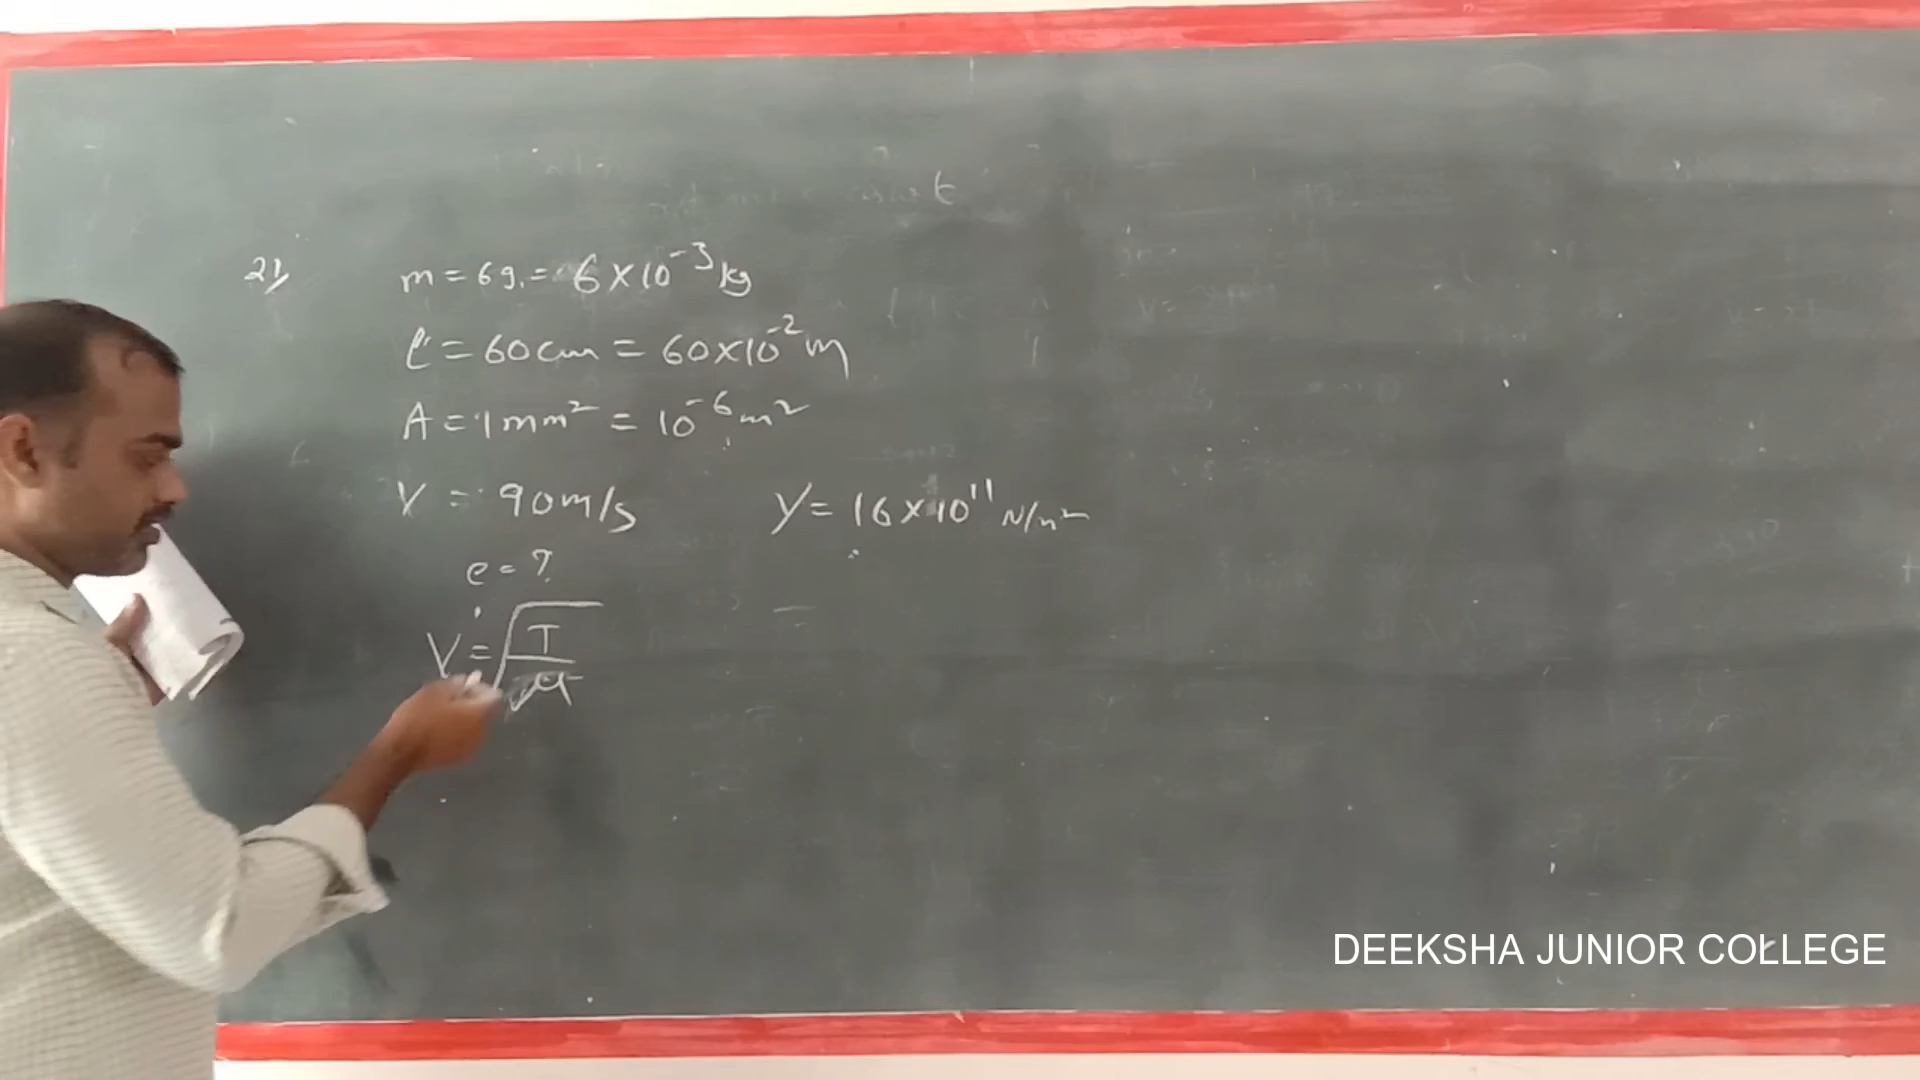 t
21, m = 6g. = 6 × 10⁻³ kg
l = 60cm = 60×10⁻² m
A = 1mm² = 10⁻⁶ m²
V = 90m/s Y = 16×10¹¹ N/m²
e = ?
V = √(T/μ)
DEEKSHA JUNIOR COLLEGE